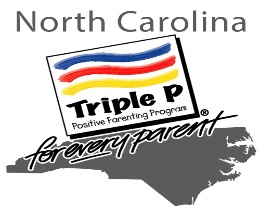 North Carolina
Triple P
Positive Parenting Program
for every parent®